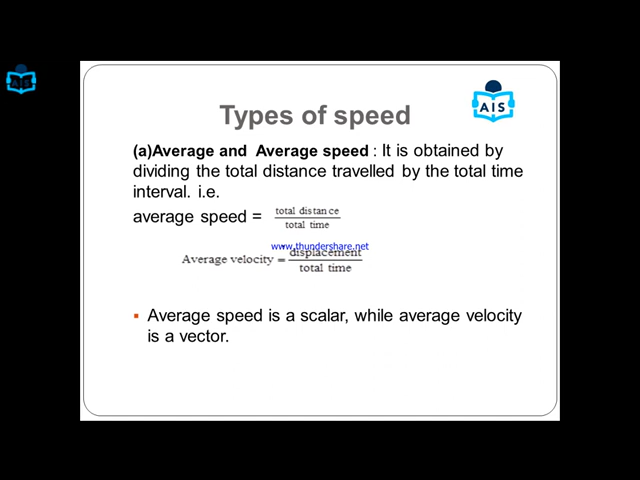 AIS
Types of speed
AIS
(a)Average and Average speed : It is obtained by
dividing the total distance travelled by the total time
interval. i.e.
average speed = total distance
total time
www.thundershare.net
Average velocity = displacement
total time
Average speed is a scalar, while average velocity
is a vector.